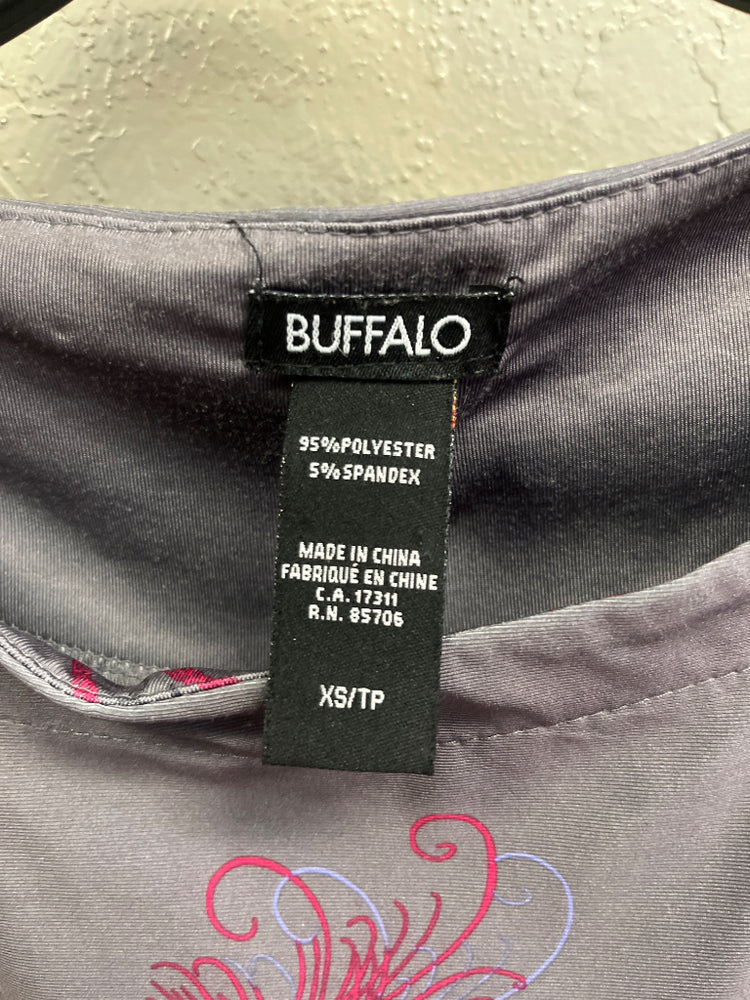 BUFFALO
95%POLYESTER
5%SPANDEX
MADE IN CHINA
FABRIQUÉ EN CHINE
C.A. 17311
R.N. 85706
XS/TP